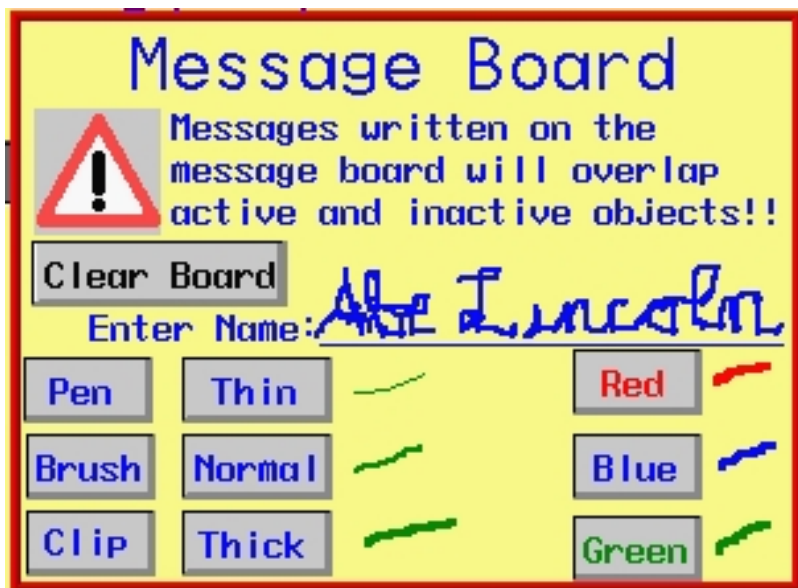 Message Board
Messages written on the
message board will overlap
active and inactive objects!!
Clear Board
Enter Name: Abe Lincoln
Pen Thin Red
Brush Normal Blue
Clip Thick Green